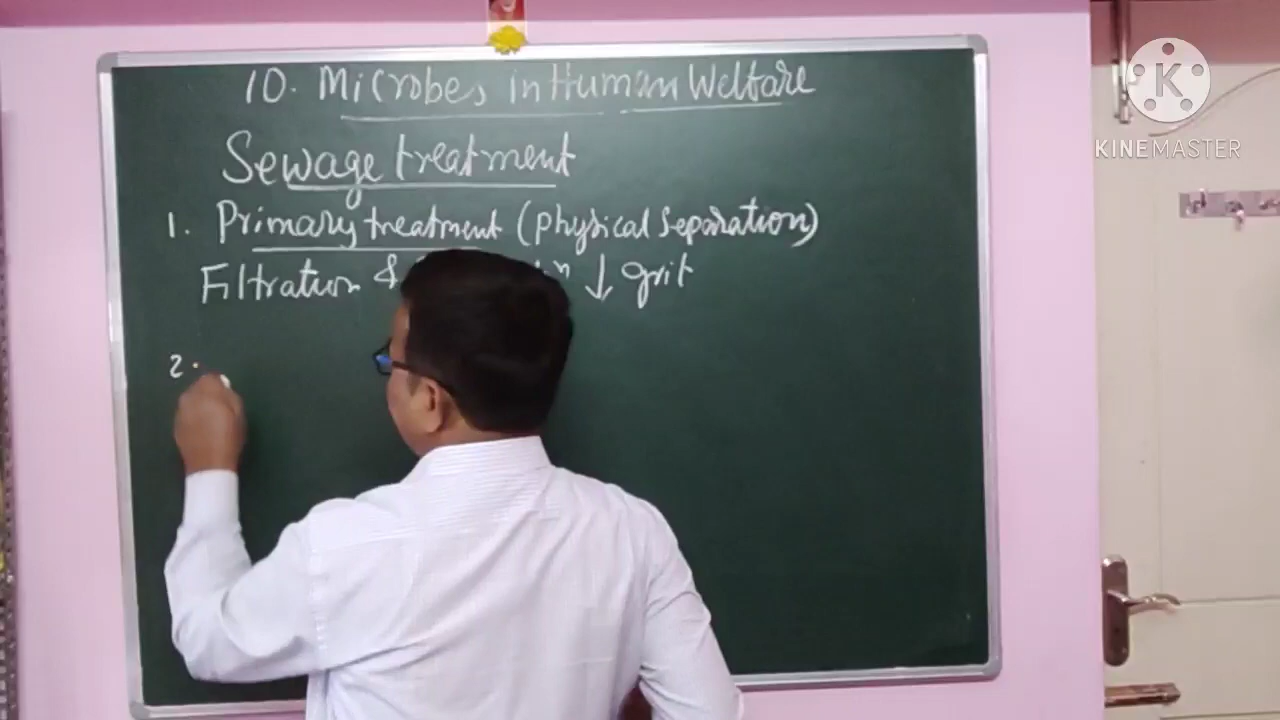 10. Microbes in Human Welfare
Sewage treatment
1. Primary treatment (Physical Separation)
Filtration & ↓ grit
2.
K
KINEMASTER